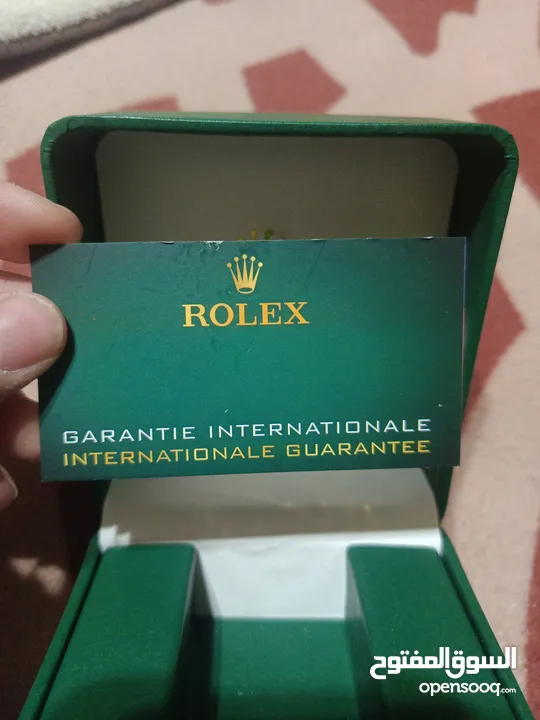 ROLEX
GARANTIE INTERNATIONALE
INTERNATIONALE GUARANTEE
السوق المفتوح
opensooq.com